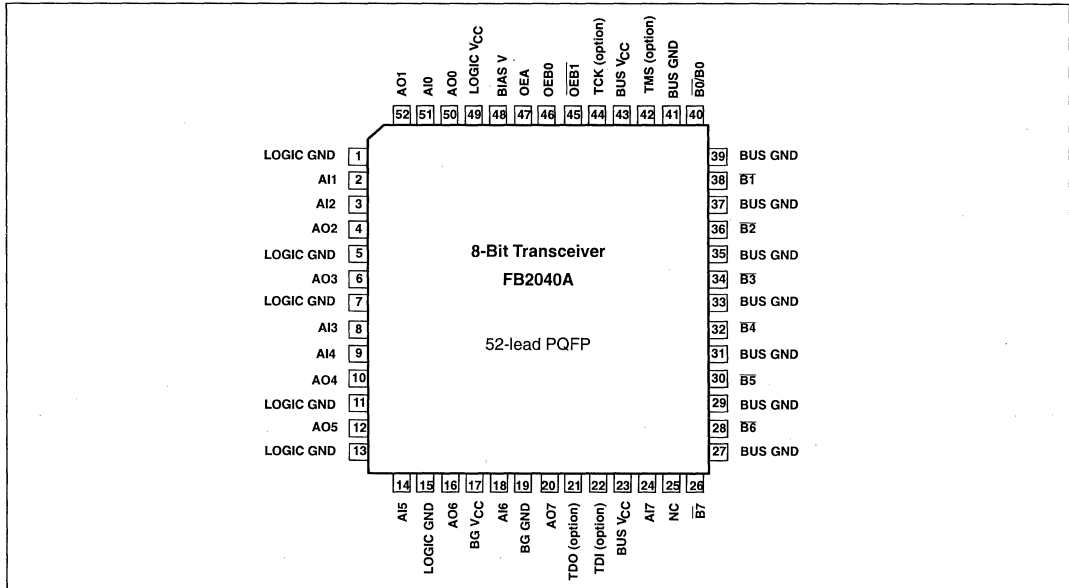 AO1
AI0
AO0
LOGIC VCC
BIAS V
OEA
OEB0
OEB1
TCK (option)
BUS VCC
TMS (option)
BUS GND
B0/B0
52 51 50 49 48 47 46 45 44 43 42 41 40
LOGIC GND 1
AI1 2
AI2 3
AO2 4
LOGIC GND 5
AO3 6
LOGIC GND 7
AI3 8
AI4 9
AO4 10
LOGIC GND 11
AO5 12
LOGIC GND 13
8-Bit Transceiver
FB2040A
52-lead PQFP
39 BUS GND
38 B1
37 BUS GND
36 B2
35 BUS GND
34 B3
33 BUS GND
32 B4
31 BUS GND
30 B5
29 BUS GND
28 B6
27 BUS GND
14 15 16 17 18 19 20 21 22 23 24 25 26
AI5
LOGIC GND
AO6
BG VCC
AI6
BG GND
AO7
TDO (option)
TDI (option)
BUS VCC
AI7
NC
B7